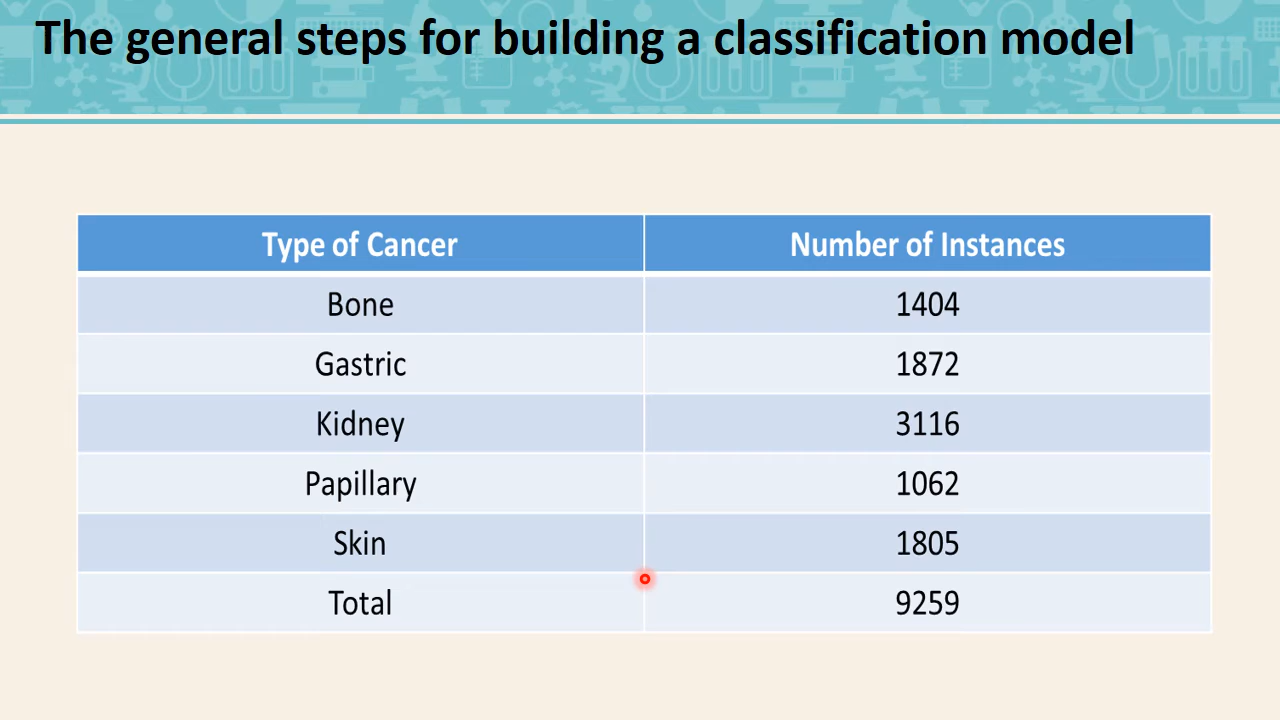 The general steps for building a classification model
Type of Cancer Number of Instances
Bone 1404
Gastric 1872
Kidney 3116
Papillary 1062
Skin 1805
Total 9259